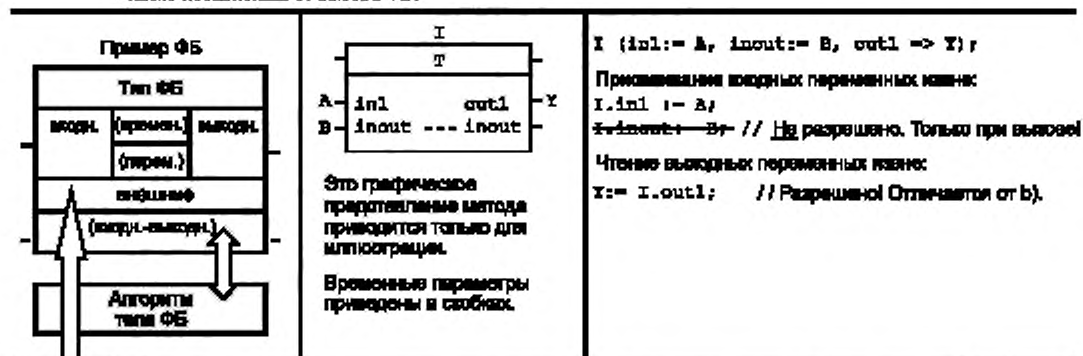 Пример ФБ
Тип ФБ
входн. (времен.) выходн.
(перем.)
внешние
(входн.-выходн.)
Алгоритм
типа ФБ
I
T
A in1 out1 Y
B inout --- inout
Это графическое
представление метода
приводится только для
иллюстрации.
Временные параметры
приведены в скобках.
I (in1:= A, inout:= B, out1 => Y);
Присваивание входных переменных извне:
I.in1 := A;
I.inout:= B; // Не разрешено. Только при вызове!
Чтение выходных переменных извне:
Y:= I.out1; // Разрешено! Отличается от b).